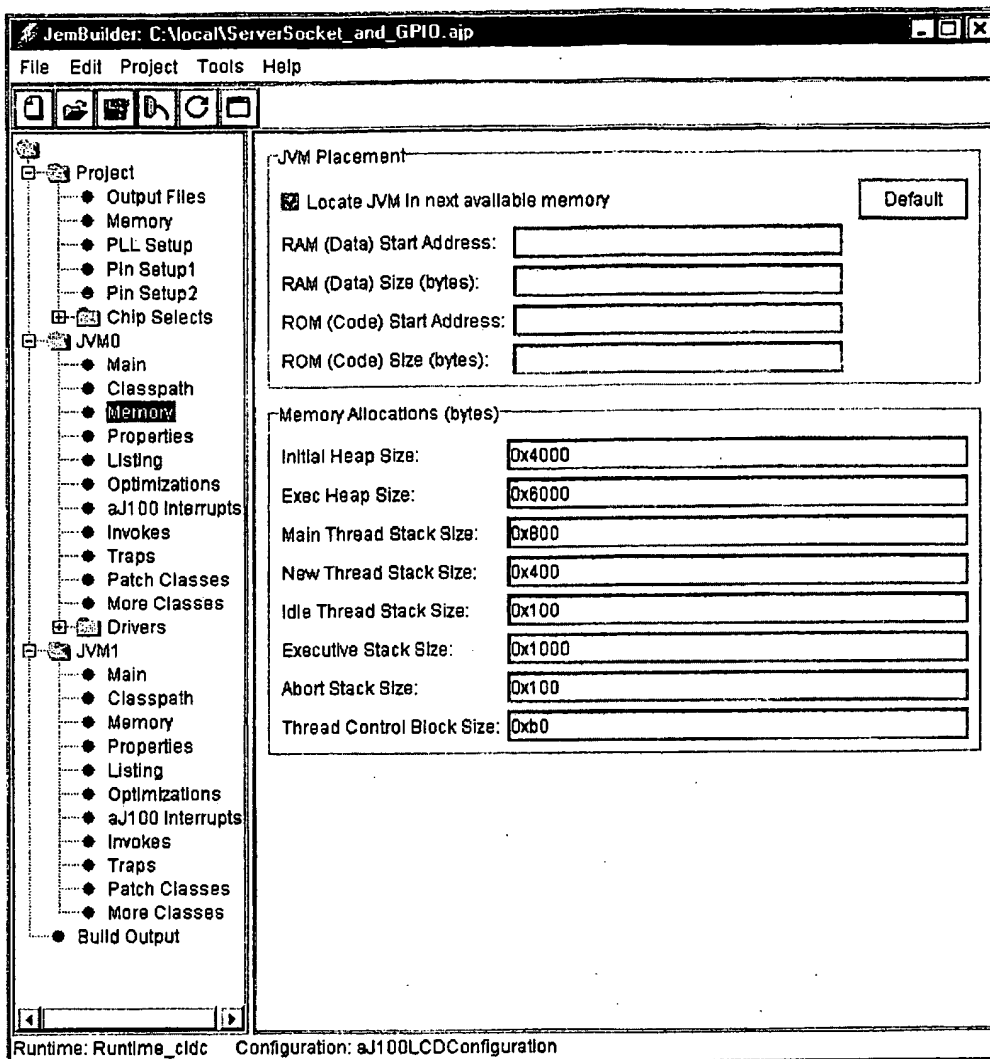 JemBuilder: C:\local\ServerSocket_and_GPIO.ajp
File Edit Project Tools Help
Project
Output Files
Memory
PLL Setup
Pin Setup1
Pin Setup2
Chip Selects
JVM0
Main
Classpath
Memory
Properties
Listing
Optimizations
aJ100 Interrupts
Invokes
Traps
Patch Classes
More Classes
Drivers
JVM1
Main
Classpath
Memory
Properties
Listing
Optimizations
aJ100 Interrupts
Invokes
Traps
Patch Classes
More Classes
Build Output
JVM Placement
Locate JVM in next available memory Default
RAM (Data) Start Address:
RAM (Data) Size (bytes):
ROM (Code) Start Address:
ROM (Code) Size (bytes):
Memory Allocations (bytes)
Initial Heap Size: 0x4000
Exec Heap Size: 0x6000
Main Thread Stack Size: 0x800
New Thread Stack Size: 0x400
Idle Thread Stack Size: 0x100
Executive Stack Size: 0x1000
Abort Stack Size: 0x100
Thread Control Block Size: 0xb0
Runtime: Runtime_cldc Configuration: aJ100LCDConfiguration